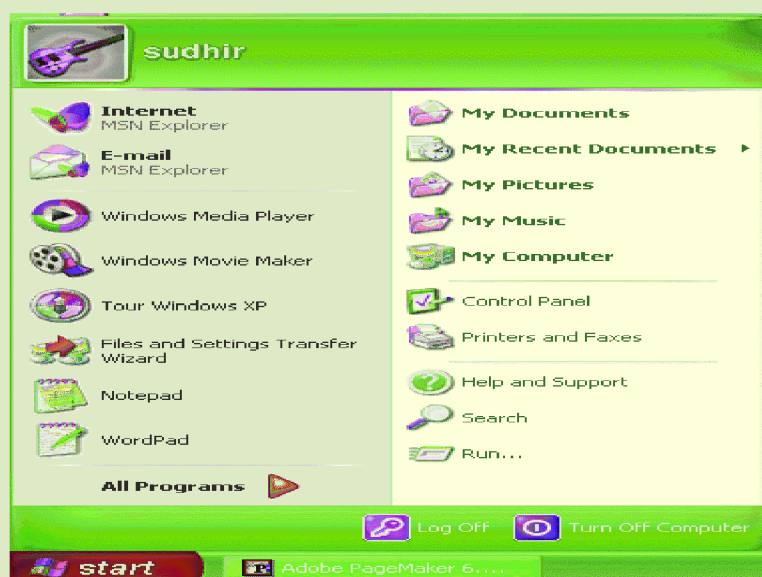 sudhir
Internet
MSN Explorer
E-mail
MSN Explorer
Windows Media Player
Windows Movie Maker
Tour Windows XP
Files and Settings Transfer
Wizard
Notepad
WordPad
All Programs
My Documents
My Recent Documents
My Pictures
My Music
My Computer
Control Panel
Printers and Faxes
Help and Support
Search
Run...
Log Off
Turn Off Computer
start
Adobe PageMaker 6....